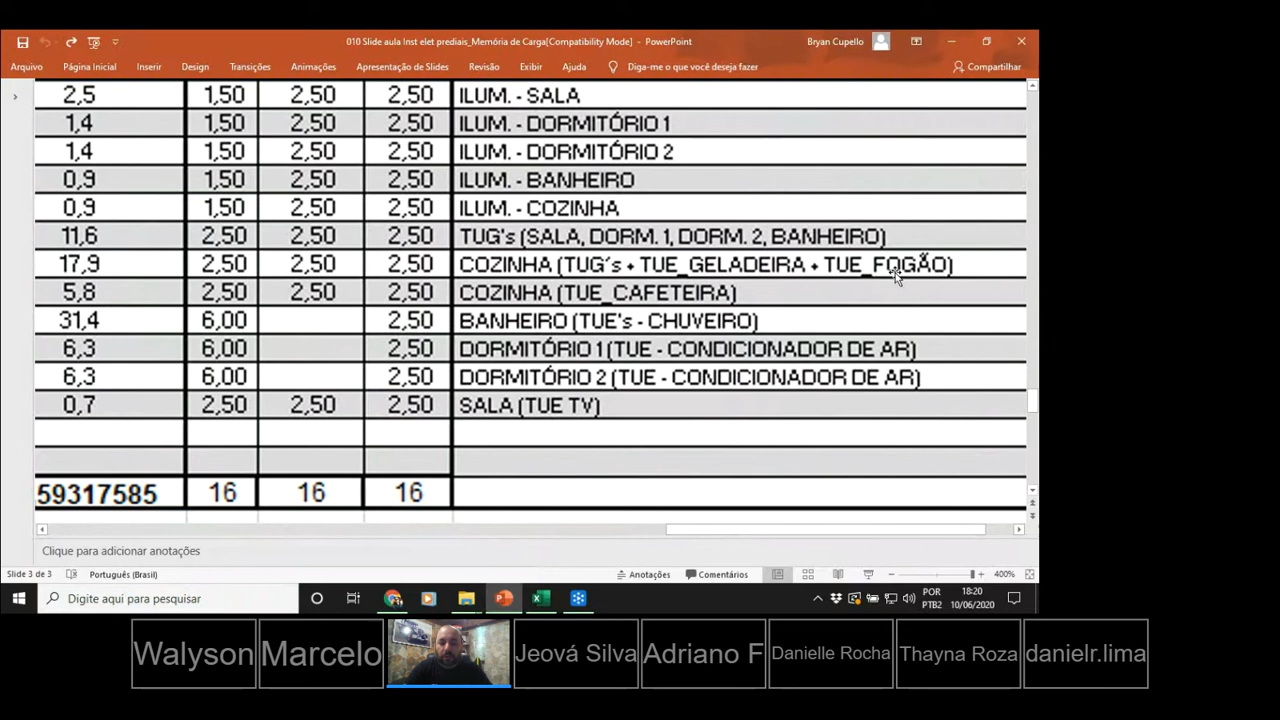 010 Slide aula Inst elet prediais_Memória de Carga[Compatibility Mode] - PowerPoint
Bryan Cupello
Arquivo Página Inicial Inserir Design Transições Animações Apresentação de Slides Revisão Exibir Ajuda Diga-me o que você deseja fazer Compartilhar
2,5 1,50 2,50 2,50 ILUM. - SALA
1,4 1,50 2,50 2,50 ILUM. - DORMITÓRIO 1
1,4 1,50 2,50 2,50 ILUM. - DORMITÓRIO 2
0,9 1,50 2,50 2,50 ILUM. - BANHEIRO
0,9 1,50 2,50 2,50 ILUM. - COZINHA
11,6 2,50 2,50 2,50 TUG's (SALA, DORM. 1, DORM. 2, BANHEIRO)
17,9 2,50 2,50 2,50 COZINHA (TUG's + TUE_GELADEIRA + TUE_FOGÃO)
5,8 2,50 2,50 2,50 COZINHA (TUE_CAFETEIRA)
31,4 6,00 2,50 BANHEIRO (TUE's - CHUVEIRO)
6,3 6,00 2,50 DORMITÓRIO 1 (TUE - CONDICIONADOR DE AR)
6,3 6,00 2,50 DORMITÓRIO 2 (TUE - CONDICIONADOR DE AR)
0,7 2,50 2,50 2,50 SALA (TUE TV)
59317585 16 16 16
Clique para adicionar anotações
Slide 3 de 3 Português (Brasil) Anotações Comentários 400%
Digite aqui para pesquisar
POR 18:20
PTB2 10/06/2020
Walyson Marcelo Jeová Silva Adriano F Danielle Rocha Thayna Roza danielr.lima